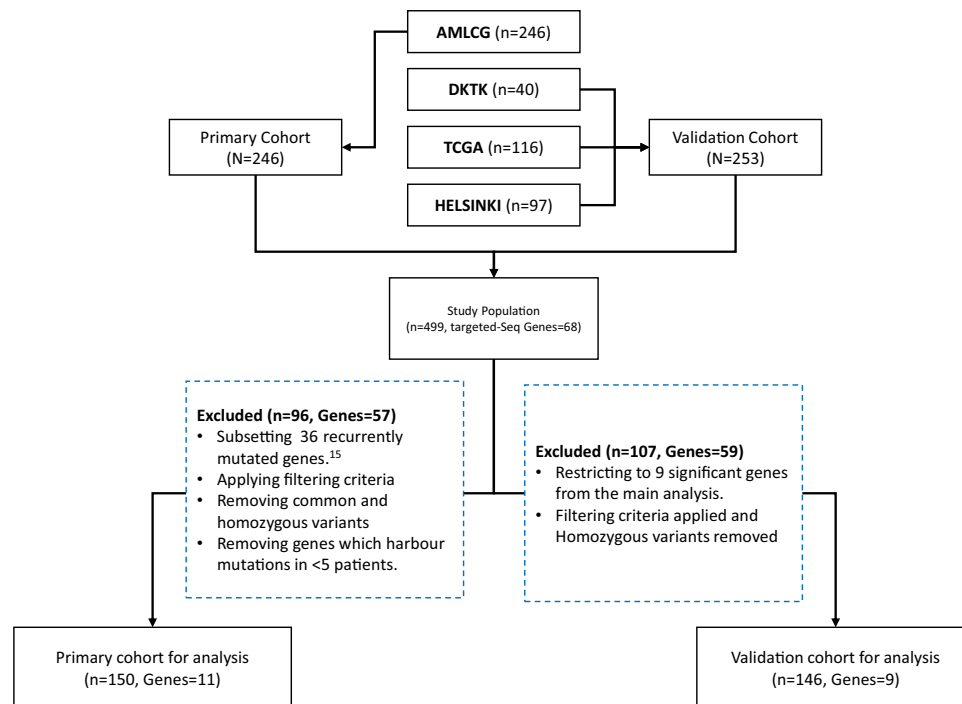 AMLCG (n=246)
DKTK (n=40)
TCGA (n=116)
HELSINKI (n=97)
Primary Cohort
(N=246)
Validation Cohort
(N=253)
Study Population
(n=499, targeted-Seq Genes=68)
Excluded (n=96, Genes=57)
• Subsetting 36 recurrently
mutated genes.15
• Applying filtering criteria
• Removing common and
homozygous variants
• Removing genes which harbour
mutations in <5 patients.
Excluded (n=107, Genes=59)
• Restricting to 9 significant genes
from the main analysis.
• Filtering criteria applied and
Homozygous variants removed
Primary cohort for analysis
(n=150, Genes=11)
Validation cohort for analysis
(n=146, Genes=9)